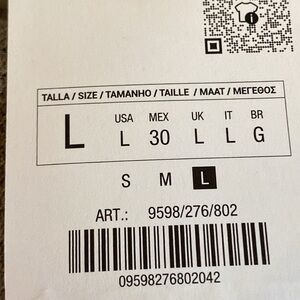 TALLA / SIZE / TAMANHO / TAILLE / MAAT / ΜΕΓΕΘΟΣ
USA MEX UK IT BR
L L 30 L L G
S M L
ART.: 9598/276/802
09598276802042